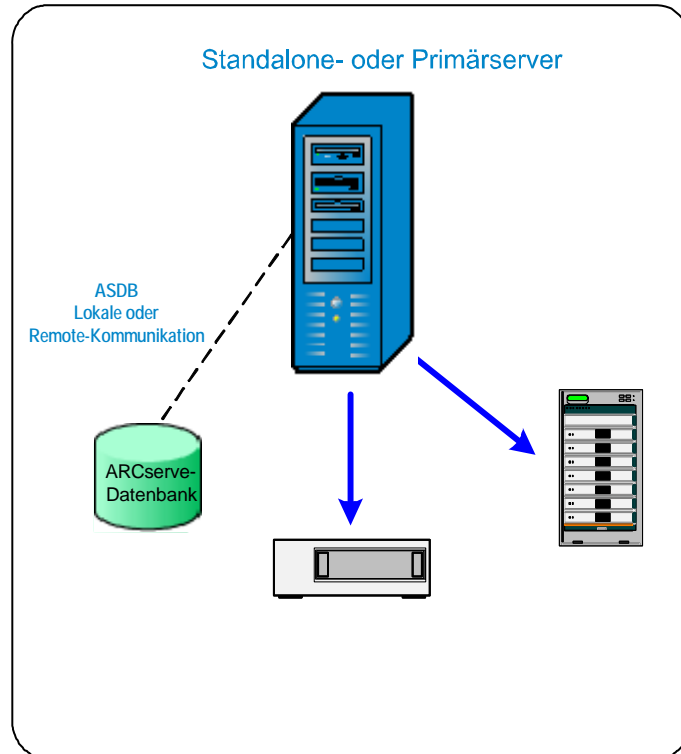 Standalone- oder Primärserver
ASDB
Lokale oder
Remote-Kommunikation
ARCserve-
Datenbank